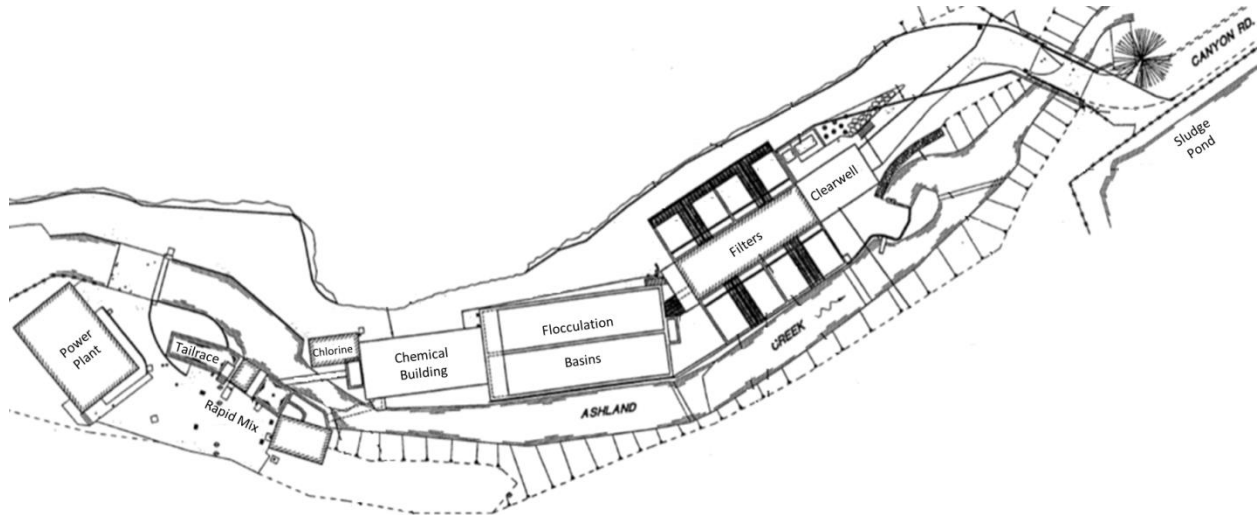 CANYON RD.
Sludge
Pond
Clearwell
Filters
Flocculation
Basins
CREEK
ASHLAND
Chlorine
Chemical
Building
Tailrace
Power
Plant
Rapid Mix